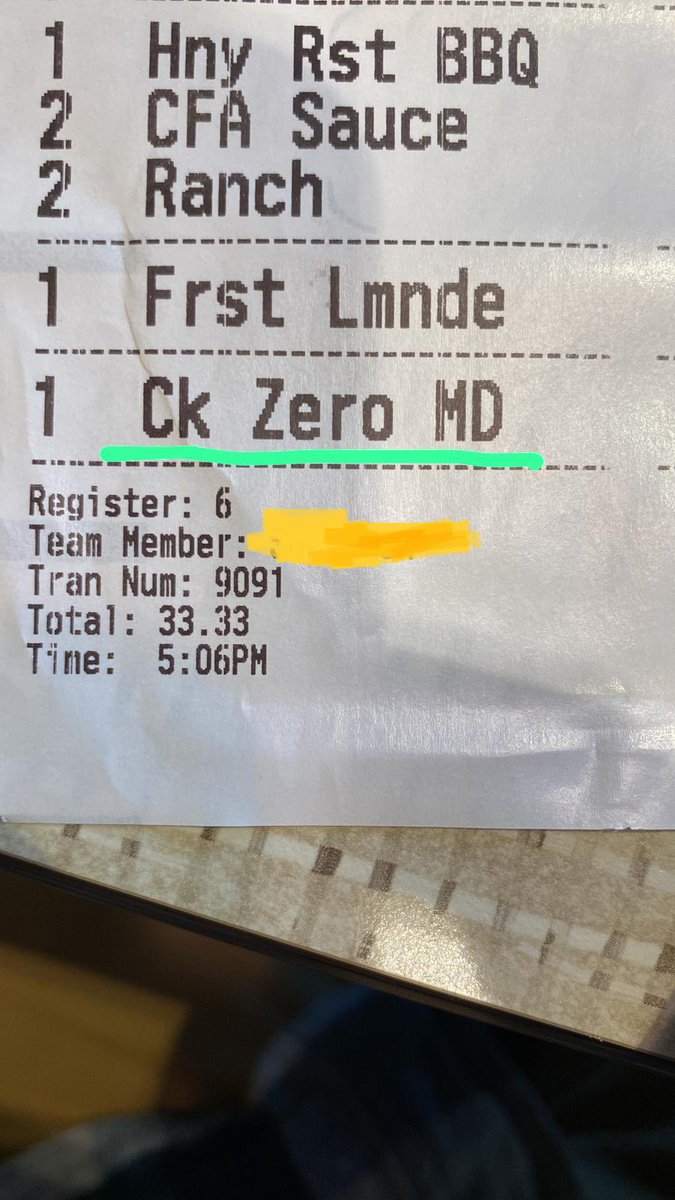 1 Hny Rst BBQ
2 CFA Sauce
2 Ranch
1 Frst Lmnde
1 Ck Zero MD
Register: 6
Team Member:
Tran Num: 9091
Total: 33.33
Time: 5:06PM